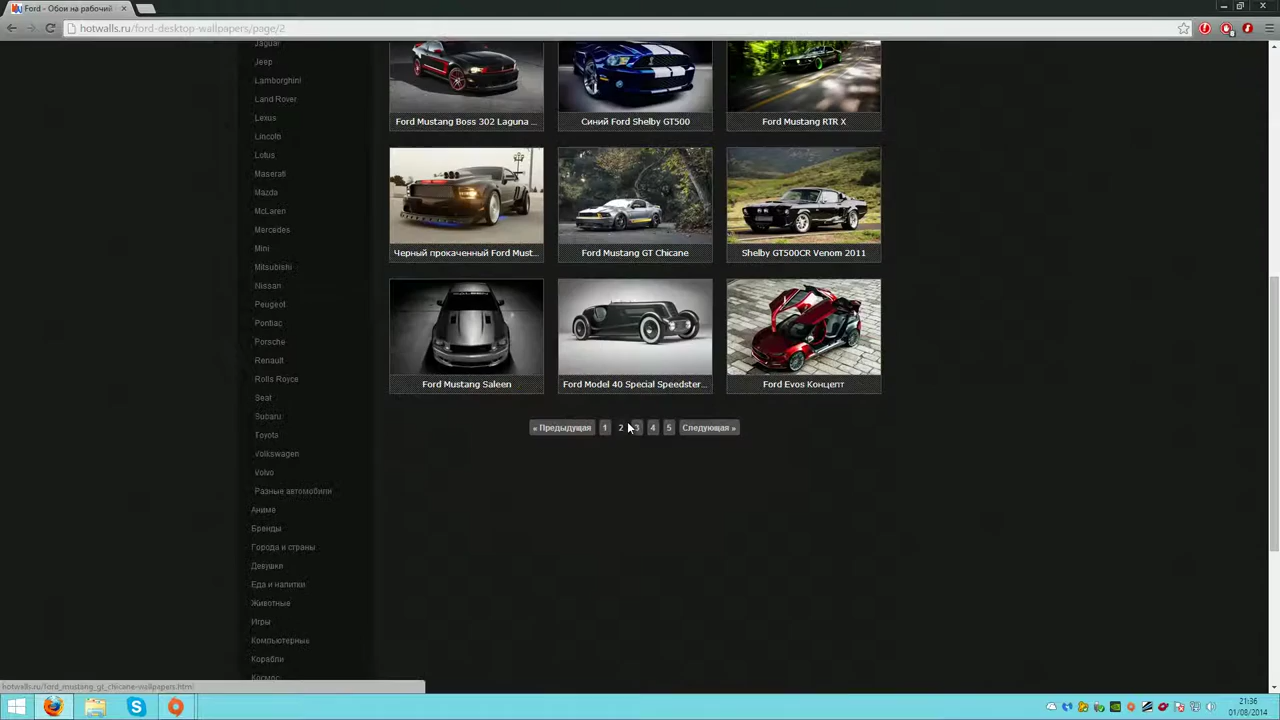 Ford - Обои на рабочий
hotwalls.ru/ford-desktop-wallpapers/page/2
Jaguar
Jeep
Lamborghini
Land Rover
Lexus
Lincoln
Lotus
Maserati
Mazda
McLaren
Mercedes
Mini
Mitsubishi
Nissan
Peugeot
Pontiac
Porsche
Renault
Rolls Royce
Seat
Subaru
Toyota
Volkswagen
Volvo
Разные автомобили
Аниме
Бренды
Города и страны
Девушки
Еда и напитки
Животные
Игры
Компьютерные
Корабли
Космос
Ford Mustang Boss 302 Laguna ...
Синий Ford Shelby GT500
Ford Mustang RTR X
Черный прокаченный Ford Must...
Ford Mustang GT Chicane
Shelby GT500CR Venom 2011
Ford Mustang Saleen
Ford Model 40 Special Speedster...
Ford Evos Концепт
« Предыдущая 1 2 3 4 5 Следующая »
hotwalls.ru/ford_mustang_gt_chicane-wallpapers.html
21:36
01/08/2014